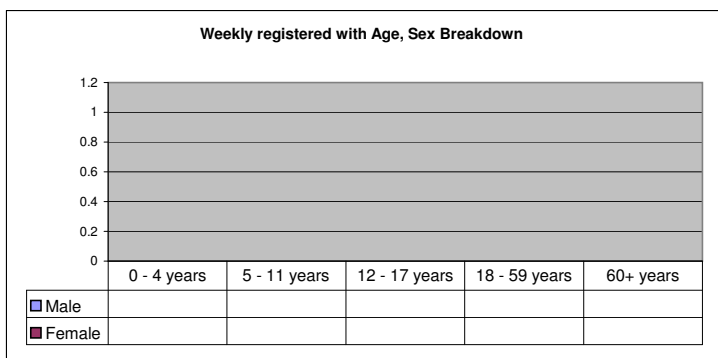 Weekly registered with Age, Sex Breakdown
1.2
1
0.8
0.6
0.4
0.2
0
0 - 4 years 5 - 11 years 12 - 17 years 18 - 59 years 60+ years
Male
Female